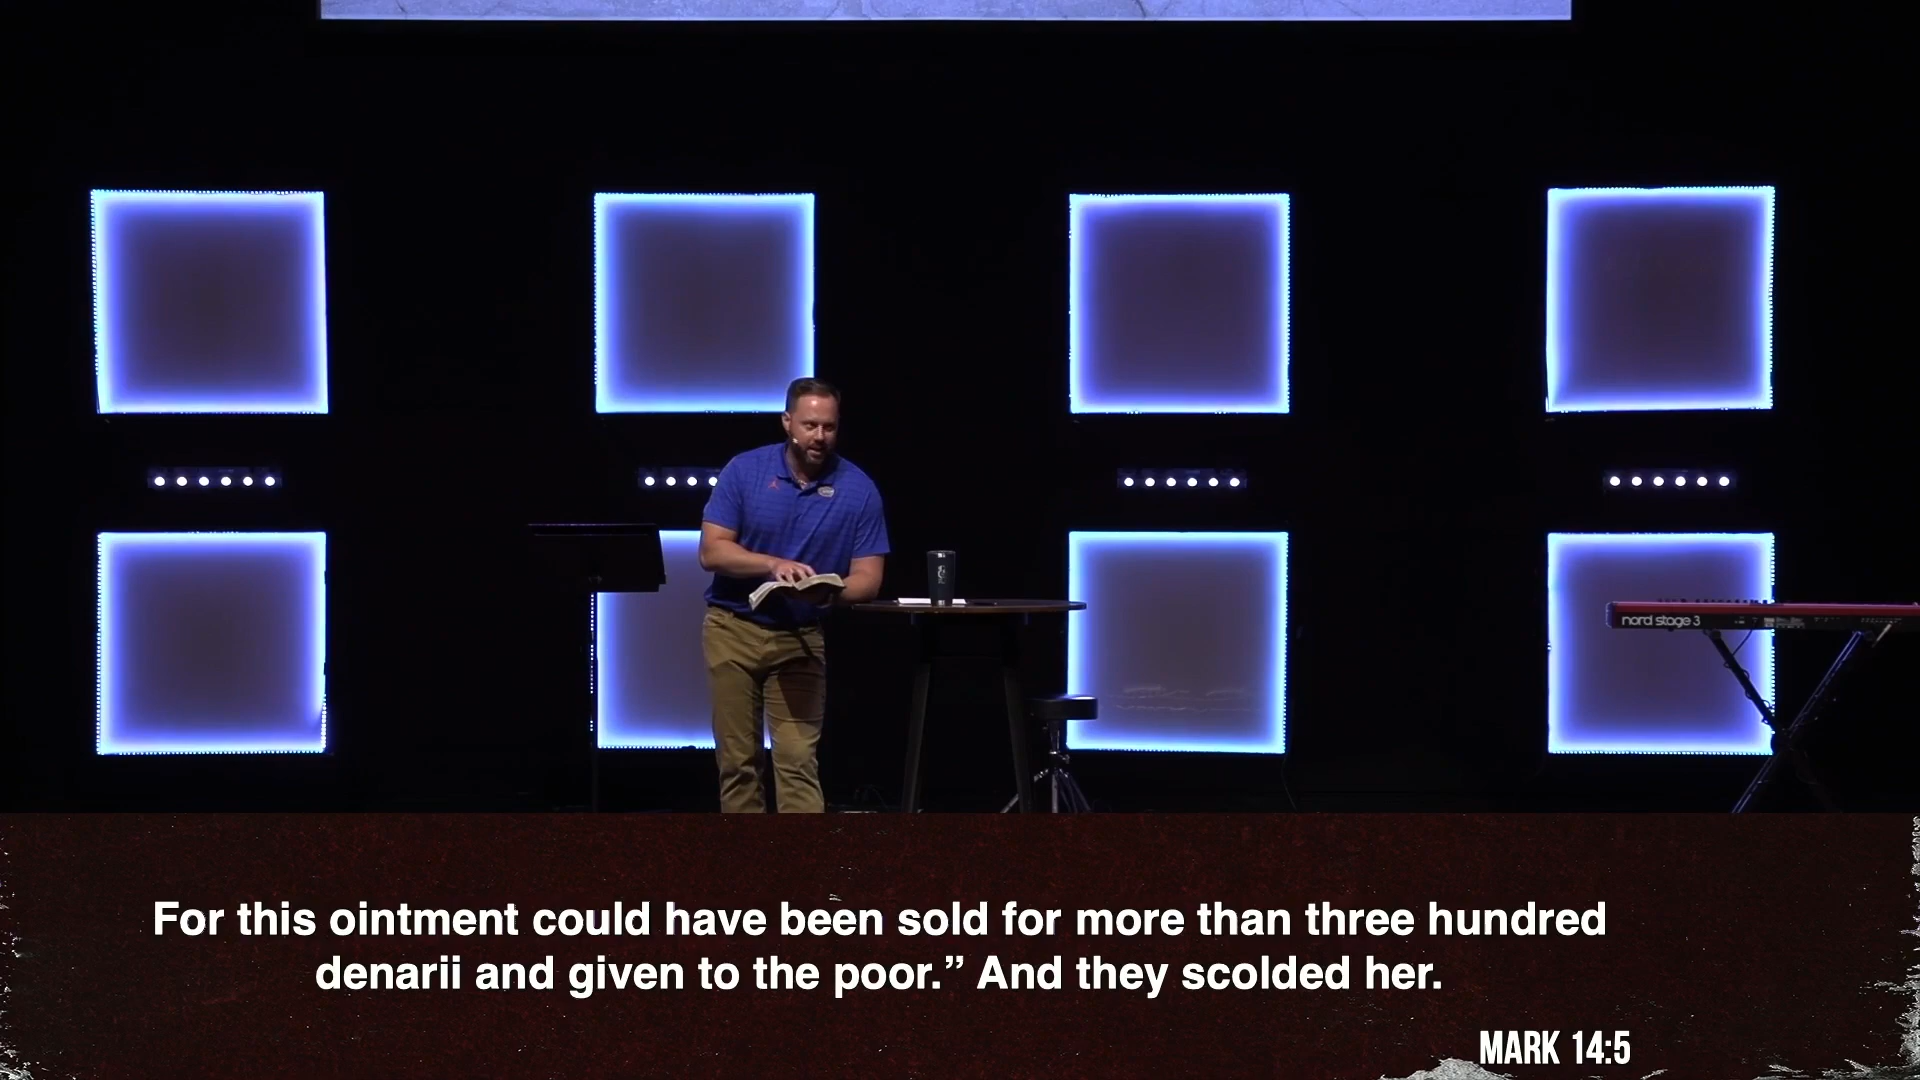 nord stage 3
For this ointment could have been sold for more than three hundred
denarii and given to the poor.” And they scolded her.
MARK 14:5